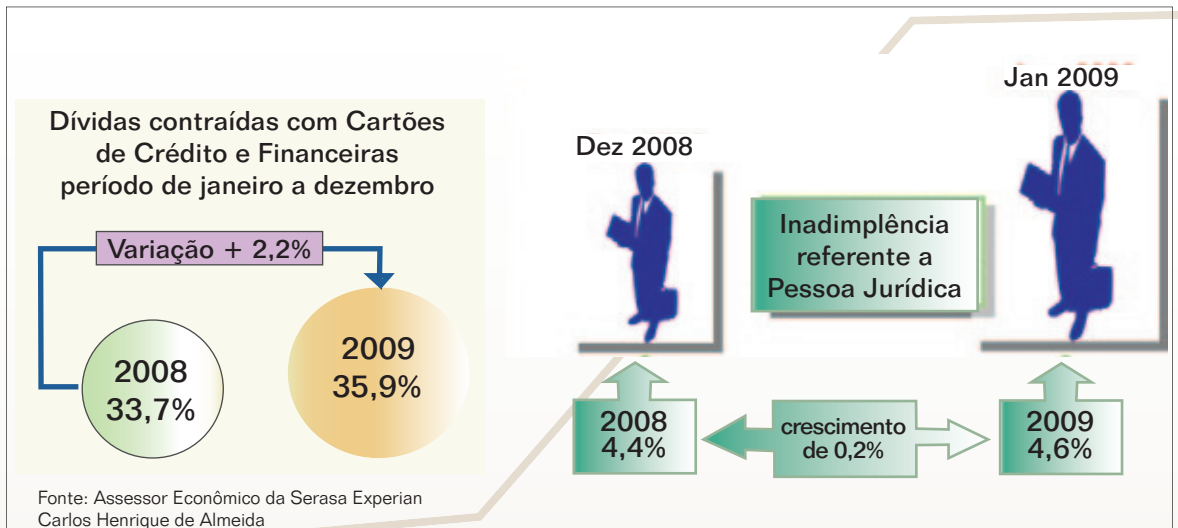 Dívidas contraídas com Cartões
de Crédito e Financeiras
período de janeiro a dezembro
Variação + 2,2%
2008
33,7%
2009
35,9%
Fonte: Assessor Econômico da Serasa Experian
Carlos Henrique de Almeida
Dez 2008
Jan 2009
Inadimplência
referente a
Pessoa Jurídica
2008
4,4%
crescimento
de 0,2%
2009
4,6%